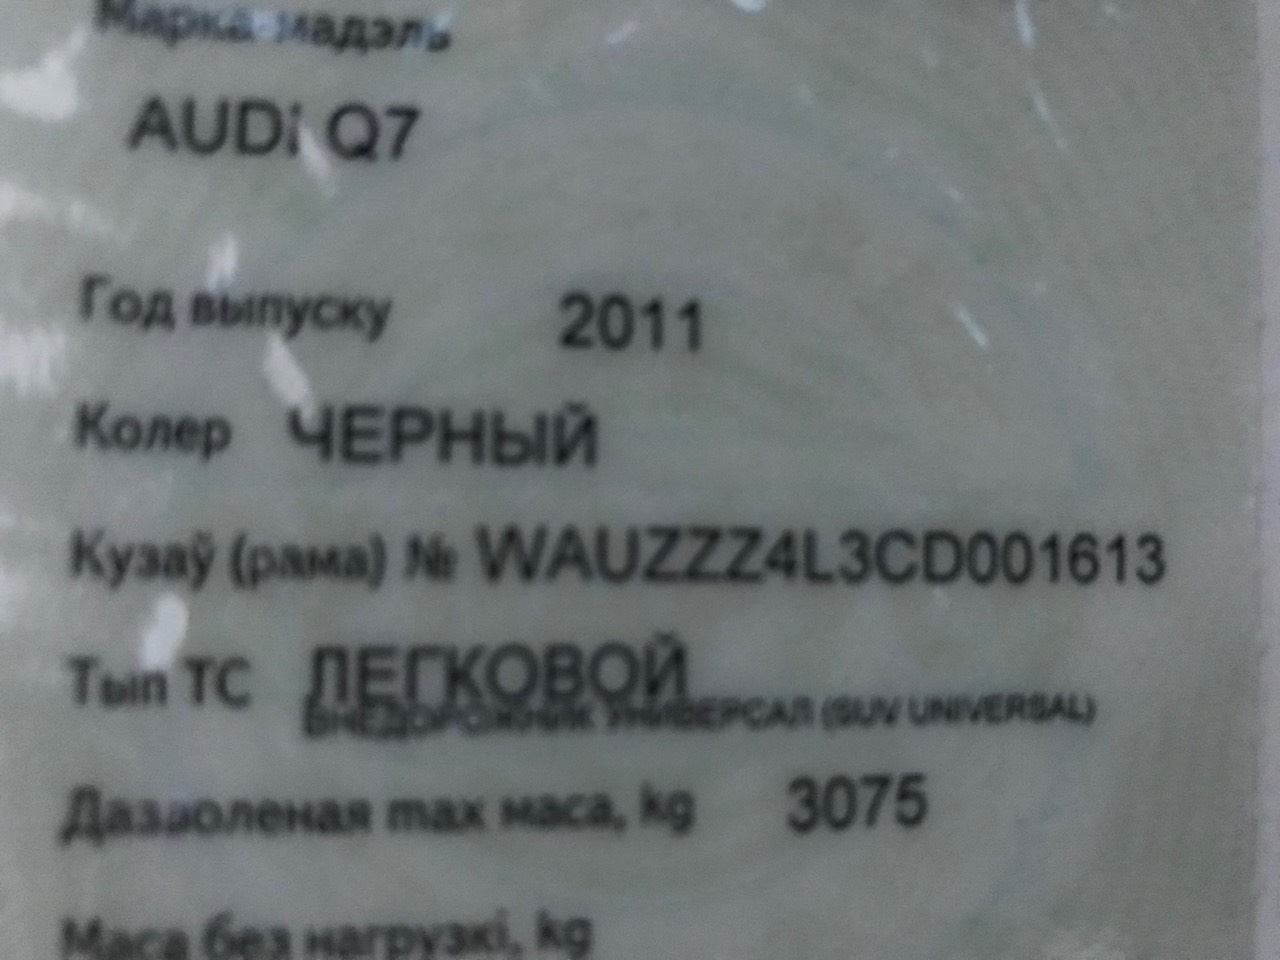 Марка мадэль
AUDi Q7
Год выпуску 2011
Колер ЧЕРНЫЙ
Кузаў (рама) № WAUZZZ4L3CD001613
Тып ТС ЛЕГКОВОЙ
ВНЕДОРОЖНИК УНИВЕРСАЛ (SUV UNIVERSAL)
Дазволеная max маса, kg 3075
Маса без нагрузкі, kg